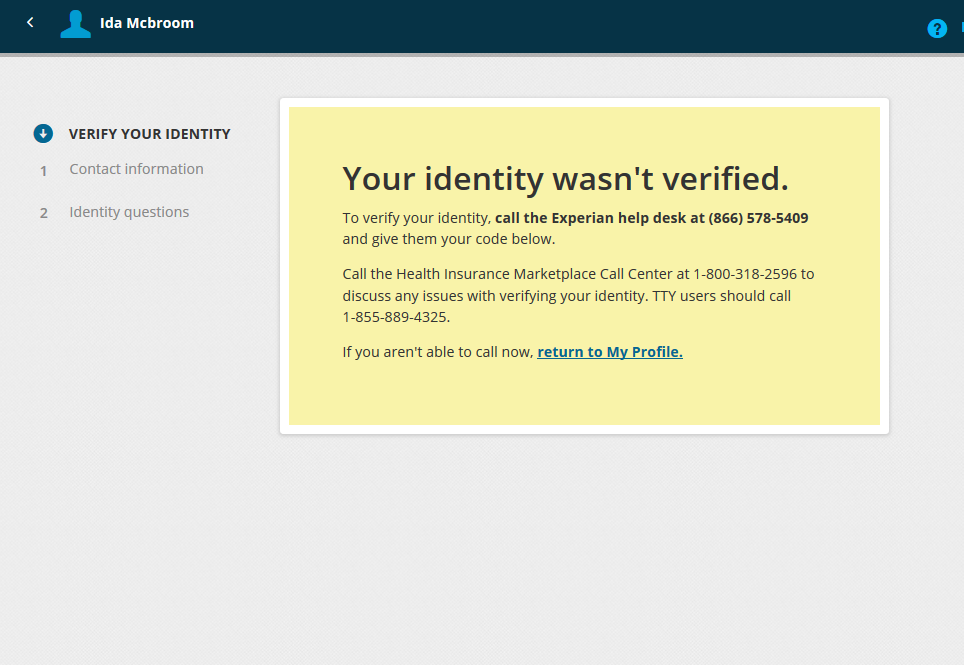 Ida Mcbroom
?
VERIFY YOUR IDENTITY
1 Contact information
2 Identity questions
Your identity wasn't verified.
To verify your identity, call the Experian help desk at (866) 578-5409
and give them your code below.
Call the Health Insurance Marketplace Call Center at 1-800-318-2596 to
discuss any issues with verifying your identity. TTY users should call
1-855-889-4325.
If you aren't able to call now, return to My Profile.